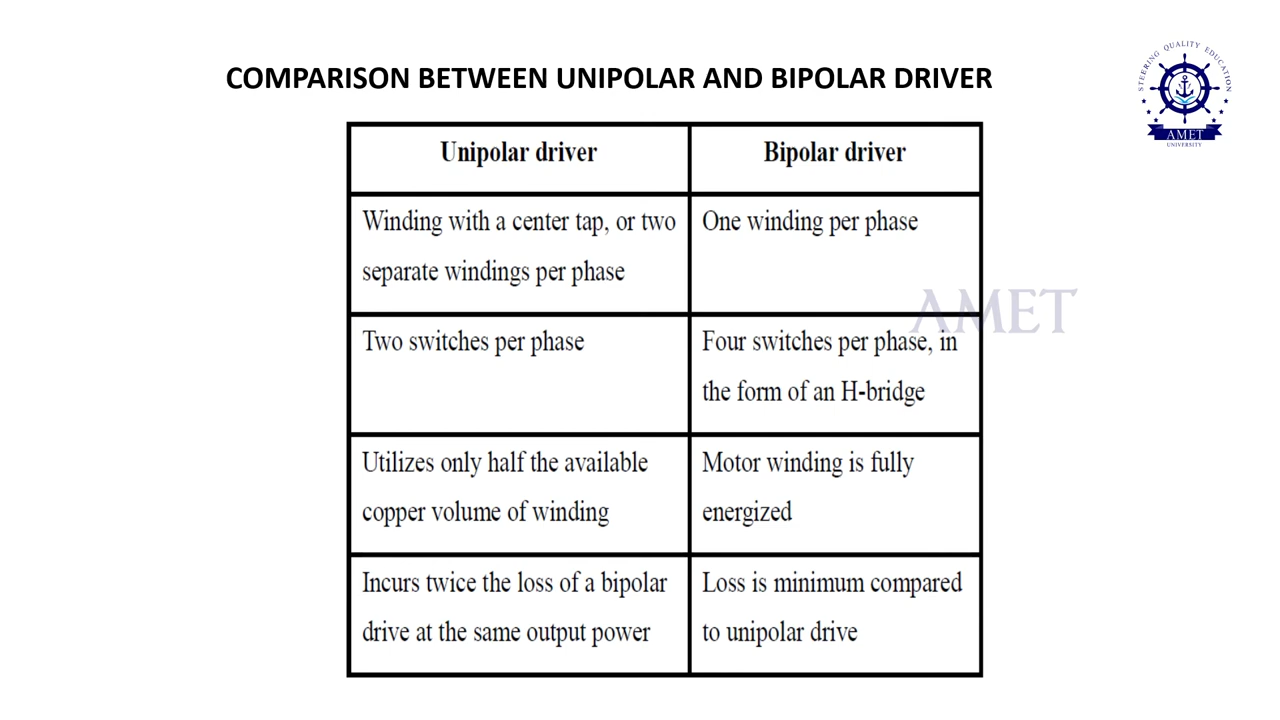 COMPARISON BETWEEN UNIPOLAR AND BIPOLAR DRIVER
STEERING QUALITY EDUCATION
AMET
UNIVERSITY
Unipolar driver
Bipolar driver
Winding with a center tap, or two
separate windings per phase
One winding per phase
Two switches per phase
Four switches per phase, in
the form of an H-bridge
Utilizes only half the available
copper volume of winding
Motor winding is fully
energized
Incurs twice the loss of a bipolar
drive at the same output power
Loss is minimum compared
to unipolar drive
AMET